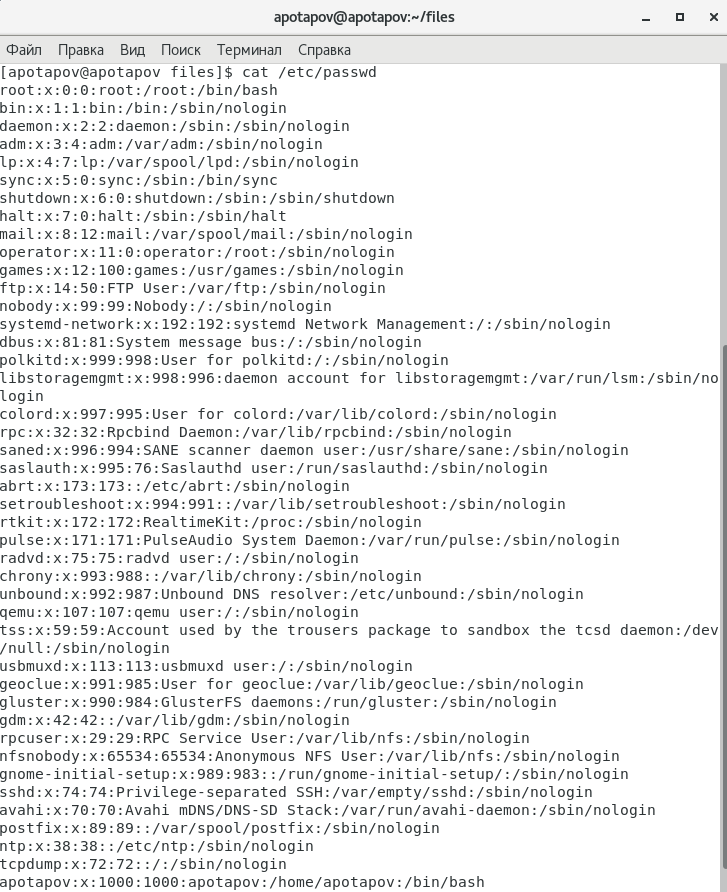 apotapov@apotapov:~/files
Файл Правка Вид Поиск Терминал Справка
[apotapov@apotapov files]$ cat /etc/passwd
root:x:0:0:root:/root:/bin/bash
bin:x:1:1:bin:/bin:/sbin/nologin
daemon:x:2:2:daemon:/sbin:/sbin/nologin
adm:x:3:4:adm:/var/adm:/sbin/nologin
lp:x:4:7:lp:/var/spool/lpd:/sbin/nologin
sync:x:5:0:sync:/sbin:/bin/sync
shutdown:x:6:0:shutdown:/sbin:/sbin/shutdown
halt:x:7:0:halt:/sbin:/sbin/halt
mail:x:8:12:mail:/var/spool/mail:/sbin/nologin
operator:x:11:0:operator:/root:/sbin/nologin
games:x:12:100:games:/usr/games:/sbin/nologin
ftp:x:14:50:FTP User:/var/ftp:/sbin/nologin
nobody:x:99:99:Nobody:/:/sbin/nologin
systemd-network:x:192:192:systemd Network Management:/:/sbin/nologin
dbus:x:81:81:System message bus:/:/sbin/nologin
polkitd:x:999:998:User for polkitd:/:/sbin/nologin
libstoragemgmt:x:998:996:daemon account for libstoragemgmt:/var/run/lsm:/sbin/no
login
colord:x:997:995:User for colord:/var/lib/colord:/sbin/nologin
rpc:x:32:32:Rpcbind Daemon:/var/lib/rpcbind:/sbin/nologin
saned:x:996:994:SANE scanner daemon user:/usr/share/sane:/sbin/nologin
saslauth:x:995:76:Saslauthd user:/run/saslauthd:/sbin/nologin
abrt:x:173:173::/etc/abrt:/sbin/nologin
setroubleshoot:x:994:991::/var/lib/setroubleshoot:/sbin/nologin
rtkit:x:172:172:RealtimeKit:/proc:/sbin/nologin
pulse:x:171:171:PulseAudio System Daemon:/var/run/pulse:/sbin/nologin
radvd:x:75:75:radvd user:/:/sbin/nologin
chrony:x:993:988::/var/lib/chrony:/sbin/nologin
unbound:x:992:987:Unbound DNS resolver:/etc/unbound:/sbin/nologin
qemu:x:107:107:qemu user:/:/sbin/nologin
tss:x:59:59:Account used by the trousers package to sandbox the tcsd daemon:/dev
/null:/sbin/nologin
usbmuxd:x:113:113:usbmuxd user:/:/sbin/nologin
geoclue:x:991:985:User for geoclue:/var/lib/geoclue:/sbin/nologin
gluster:x:990:984:GlusterFS daemons:/run/gluster:/sbin/nologin
gdm:x:42:42::/var/lib/gdm:/sbin/nologin
rpcuser:x:29:29:RPC Service User:/var/lib/nfs:/sbin/nologin
nfsnobody:x:65534:65534:Anonymous NFS User:/var/lib/nfs:/sbin/nologin
gnome-initial-setup:x:989:983::/run/gnome-initial-setup/:/sbin/nologin
sshd:x:74:74:Privilege-separated SSH:/var/empty/sshd:/sbin/nologin
avahi:x:70:70:Avahi mDNS/DNS-SD Stack:/var/run/avahi-daemon:/sbin/nologin
postfix:x:89:89::/var/spool/postfix:/sbin/nologin
ntp:x:38:38::/etc/ntp:/sbin/nologin
tcpdump:x:72:72::/:/sbin/nologin
apotapov:x:1000:1000:apotapov:/home/apotapov:/bin/bash